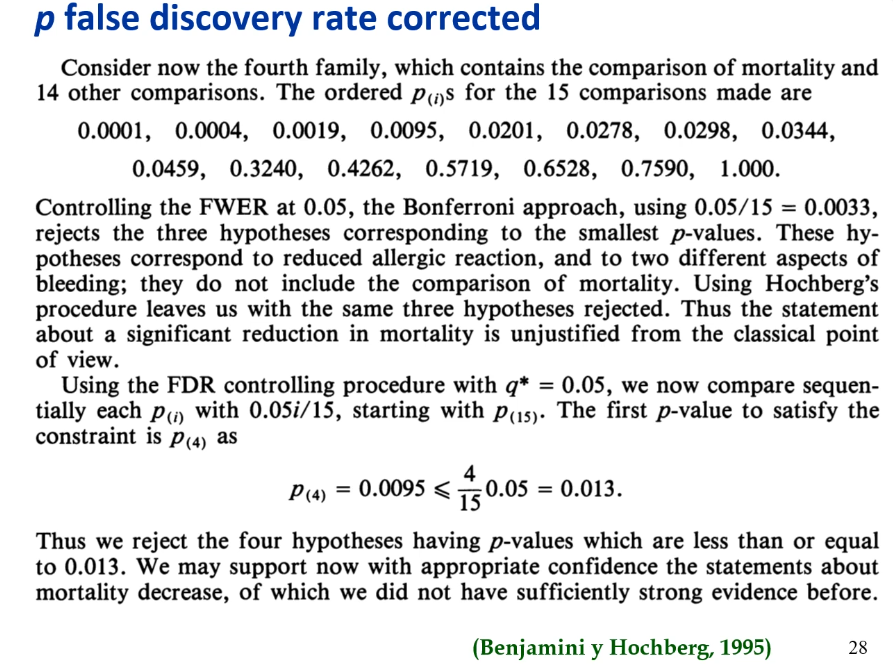 p false discovery rate corrected
Consider now the fourth family, which contains the comparison of mortality and
14 other comparisons. The ordered p(i)s for the 15 comparisons made are
0.0001, 0.0004, 0.0019, 0.0095, 0.0201, 0.0278, 0.0298, 0.0344,
0.0459, 0.3240, 0.4262, 0.5719, 0.6528, 0.7590, 1.000.
Controlling the FWER at 0.05, the Bonferroni approach, using 0.05/15 = 0.0033,
rejects the three hypotheses corresponding to the smallest p-values. These hy-
potheses correspond to reduced allergic reaction, and to two different aspects of
bleeding; they do not include the comparison of mortality. Using Hochberg's
procedure leaves us with the same three hypotheses rejected. Thus the statement
about a significant reduction in mortality is unjustified from the classical point
of view.
Using the FDR controlling procedure with q* = 0.05, we now compare sequen-
tially each p(i) with 0.05i/15, starting with p(15). The first p-value to satisfy the
constraint is p(4) as
p(4) = 0.0095 ⩽ 4/15 0.05 = 0.013.
Thus we reject the four hypotheses having p-values which are less than or equal
to 0.013. We may support now with appropriate confidence the statements about
mortality decrease, of which we did not have sufficiently strong evidence before.
(Benjamini y Hochberg, 1995)
28